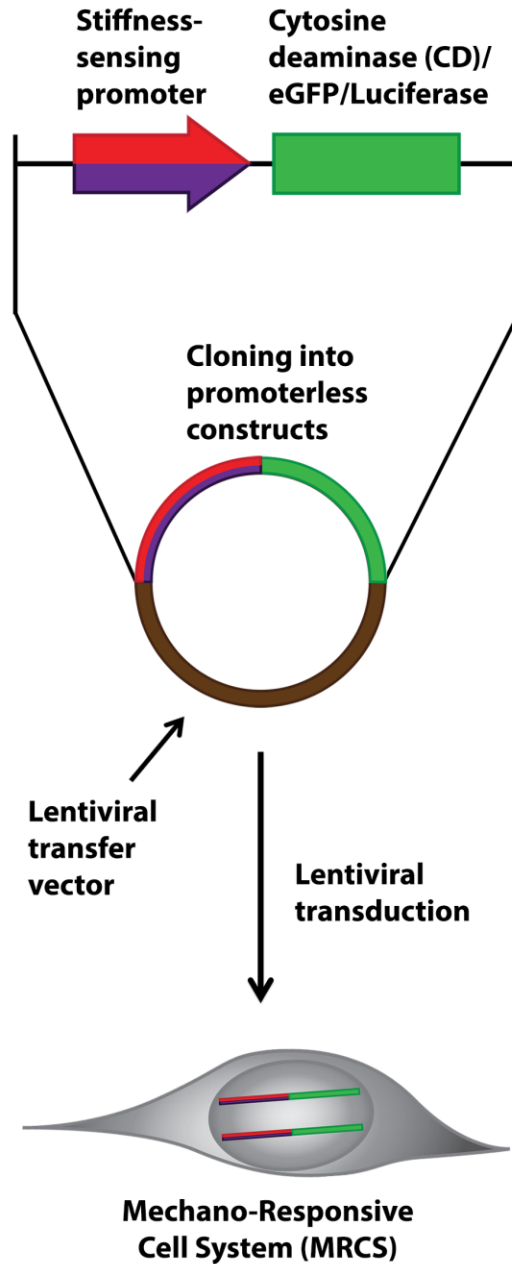 Stiffness-
sensing
promoter
Cytosine
deaminase (CD)/
eGFP/Luciferase
Cloning into
promoterless
constructs
Lentiviral
transfer
vector
Lentiviral
transduction
Mechano-Responsive
Cell System (MRCS)